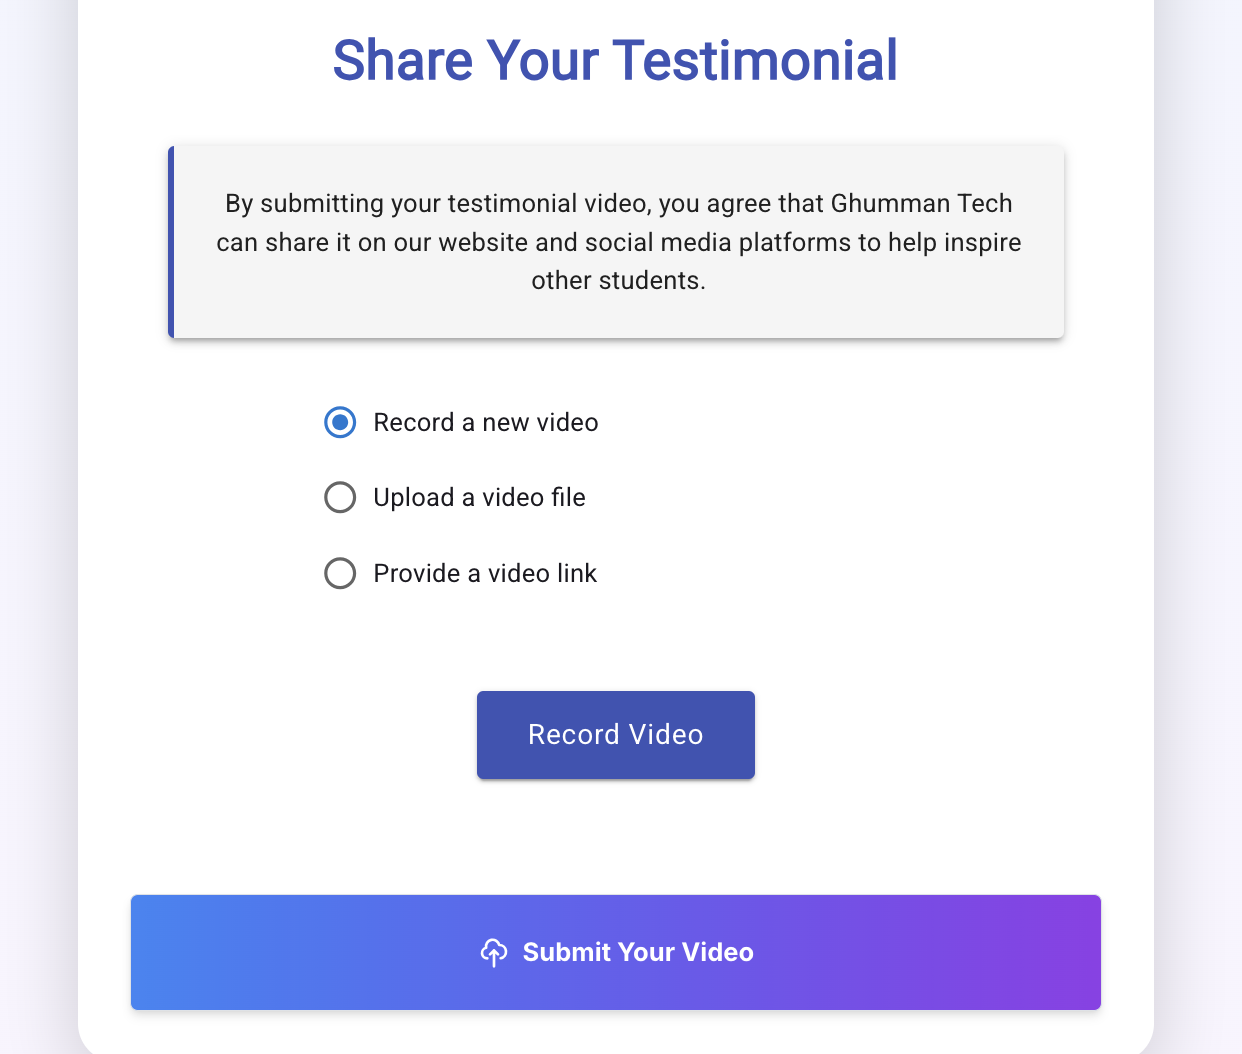 Share Your Testimonial
By submitting your testimonial video, you agree that Ghumman Tech
can share it on our website and social media platforms to help inspire
other students.
Record a new video
Upload a video file
Provide a video link
Record Video
Submit Your Video